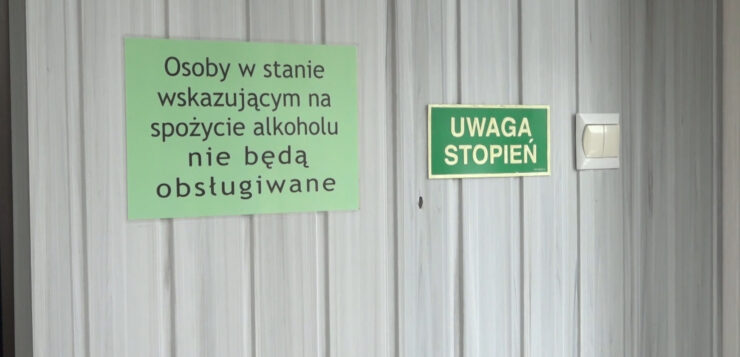 Osoby w stanie
wskazującym na
spożycie alkoholu
nie będą
obsługiwane
UWAGA
STOPIEŃ